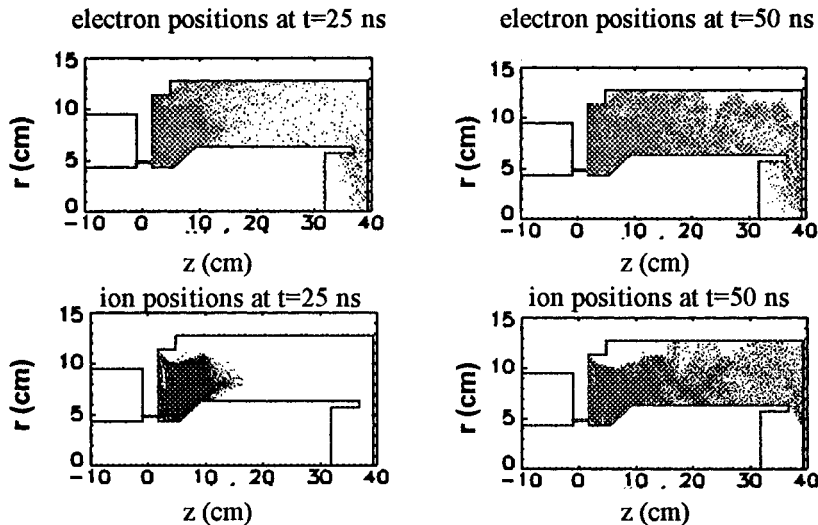 electron positions at t=25 ns
electron positions at t=50 ns
15
10
5
0
r (cm)
-10 0 10 20 30 40
z (cm)
15
10
5
0
r (cm)
-10 0 10 20 30 40
z (cm)
ion positions at t=25 ns
ion positions at t=50 ns
15
10
5
0
r (cm)
-10 0 10 20 30 40
z (cm)
15
10
5
0
r (cm)
-10 0 10 20 30 40
z (cm)